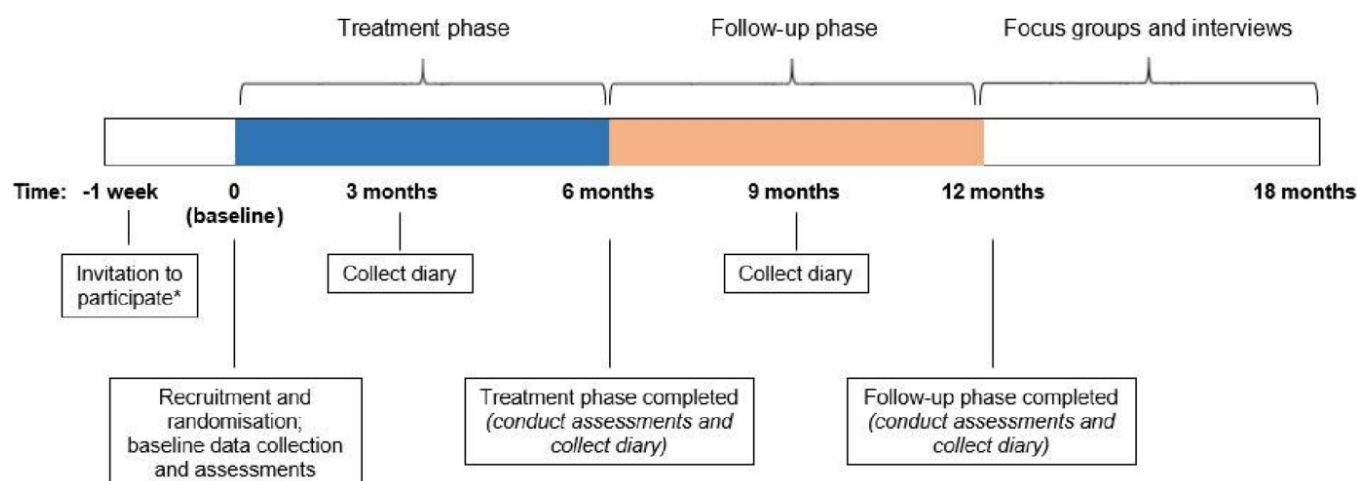 Treatment phase
Follow-up phase
Focus groups and interviews
Time: -1 week
0
(baseline)
3 months
6 months
9 months
12 months
18 months
Invitation to
participate*
Collect diary
Collect diary
Recruitment and
randomisation;
baseline data collection
and assessments
Treatment phase completed
(conduct assessments and
collect diary)
Follow-up phase completed
(conduct assessments and
collect diary)